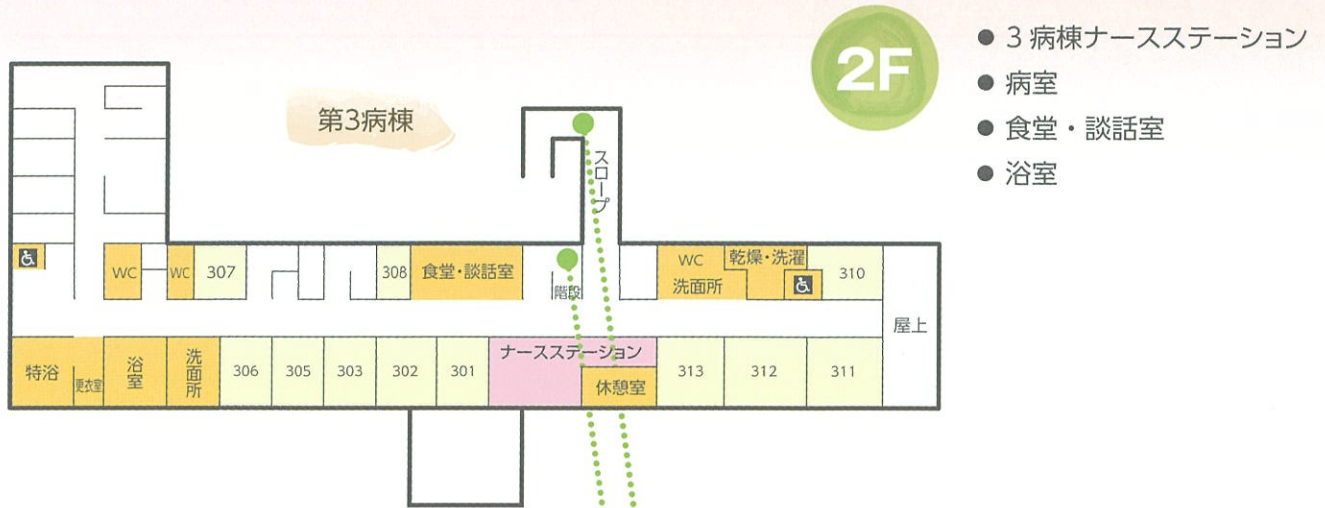 2F
● 3 病棟ナースステーション
● 病室
● 食堂・談話室
● 浴室
第3病棟
スロープ
WC
WC
307
308
食堂・談話室
階段
WC
洗面所
乾燥・洗濯
310
屋上
特浴
更衣室
浴室
洗面所
306
305
303
302
301
ナースステーション
休憩室
313
312
311